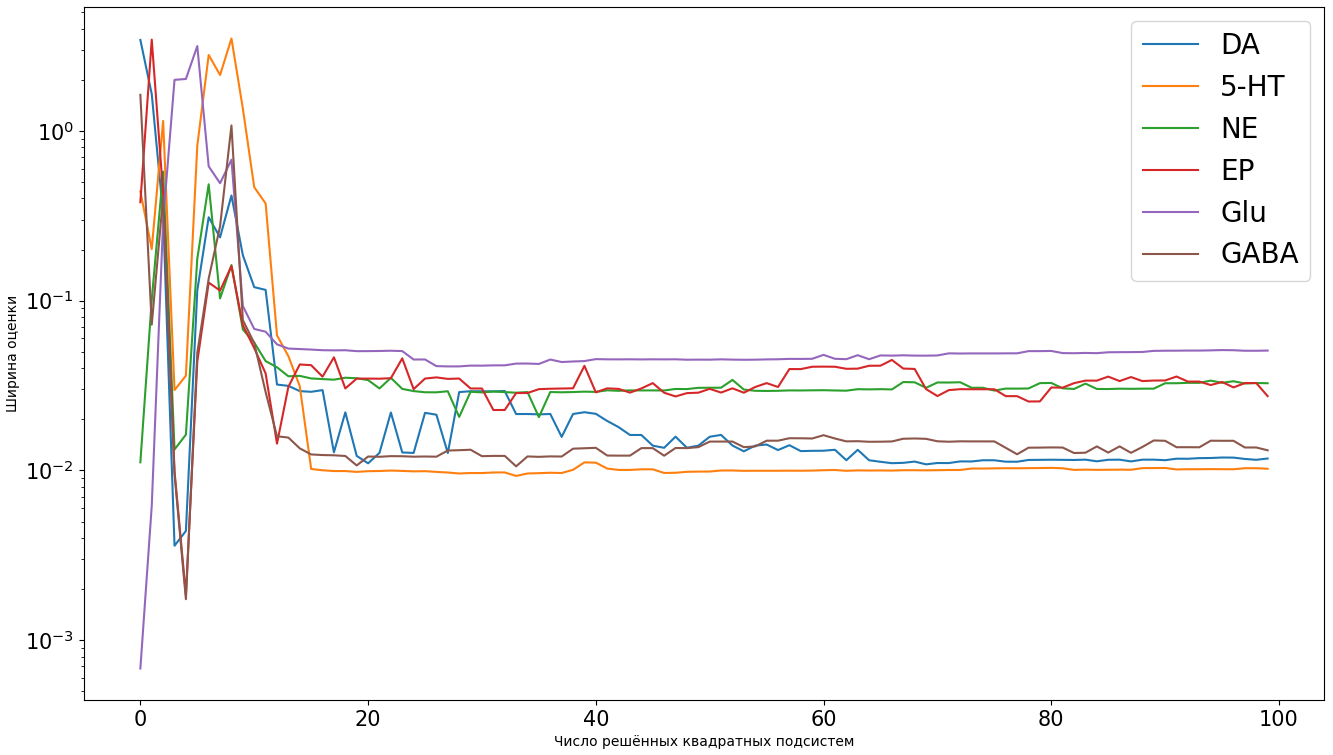 DA
5-HT
NE
EP
Glu
GABA
Ширина оценки
10⁰
10⁻¹
10⁻²
10⁻³
0 20 40 60 80 100
Число решённых квадратных подсистем